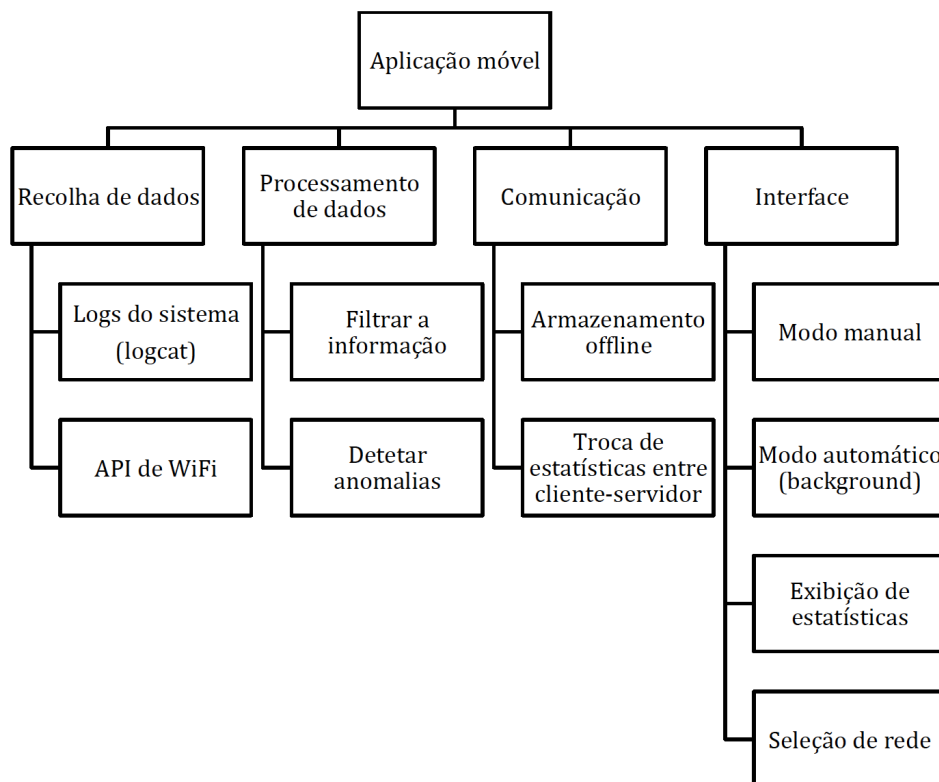 Aplicação móvel
Recolha de dados
Logs do sistema
(logcat)
API de WiFi
Processamento
de dados
Filtrar a
informação
Detetar
anomalias
Comunicação
Armazenamento
offline
Troca de
estatísticas entre
cliente-servidor
Interface
Modo manual
Modo automático
(background)
Exibição de
estatísticas
Seleção de rede